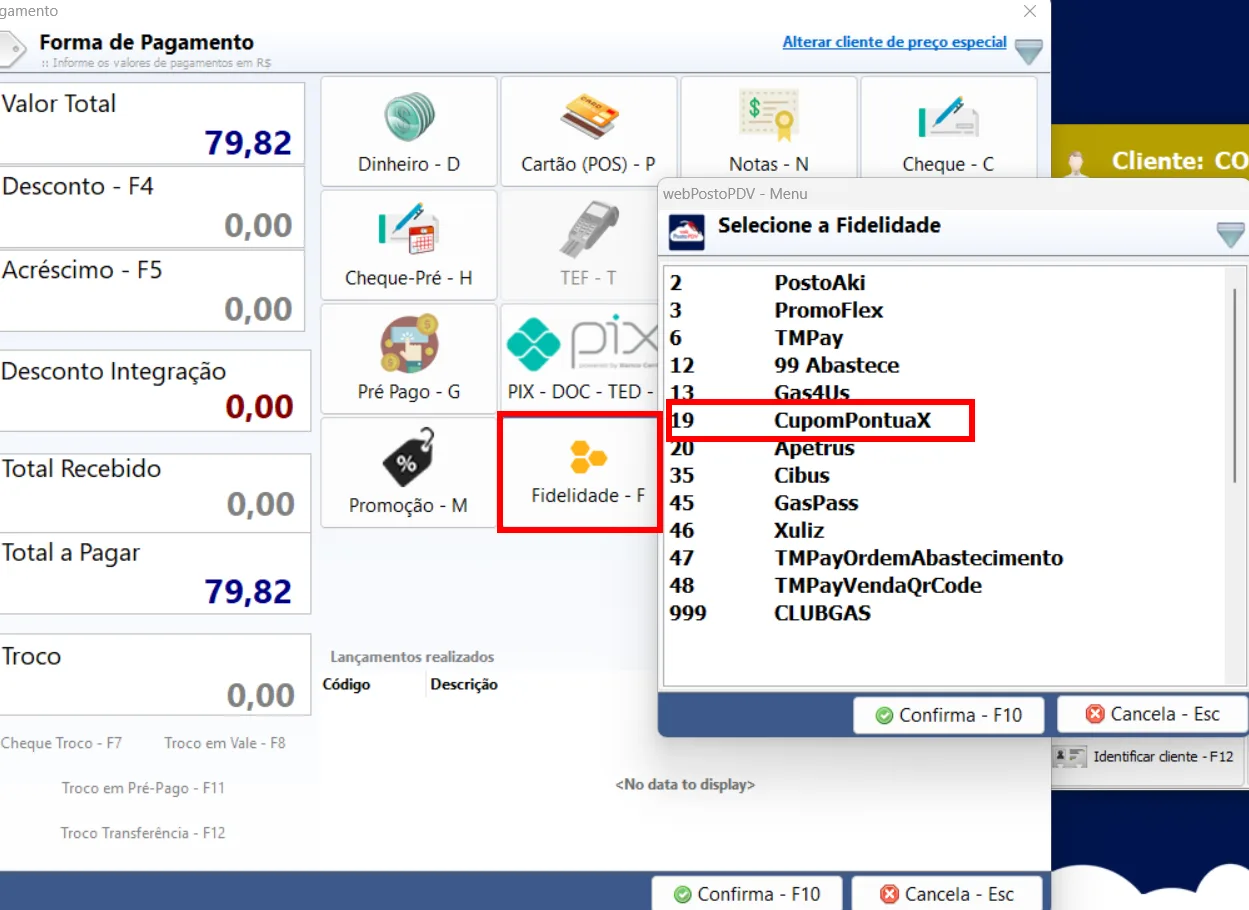 gamento
Forma de Pagamento
:: Informe os valores de pagamentos em R$
Alterar cliente de preço especial
Valor Total
79,82
Desconto - F4
0,00
Acréscimo - F5
0,00
Desconto Integração
0,00
Total Recebido
0,00
Total a Pagar
79,82
Troco
0,00
Cheque Troco - F7
Troco em Vale - F8
Troco em Pré-Pago - F11
Troco Transferência - F12
Dinheiro - D
Cartão (POS) - P
Notas - N
Cheque - C
Cheque-Pré - H
TEF - T
Pré Pago - G
pix
PIX - DOC - TED -
Promoção - M
Fidelidade - F
Lançamentos realizados
Código Descrição
<No data to display>
Confirma - F10
Cancela - Esc
Cliente: CO
webPostoPDV - Menu
Selecione a Fidelidade
2 PostoAki
3 PromoFlex
6 TMPay
12 99 Abastece
13 Gas4Us
19 CupomPontuaX
20 Apetrus
35 Cibus
45 GasPass
46 Xuliz
47 TMPayOrdemAbastecimento
48 TMPayVendaQrCode
999 CLUBGAS
Confirma - F10
Cancela - Esc
Identificar cliente - F12